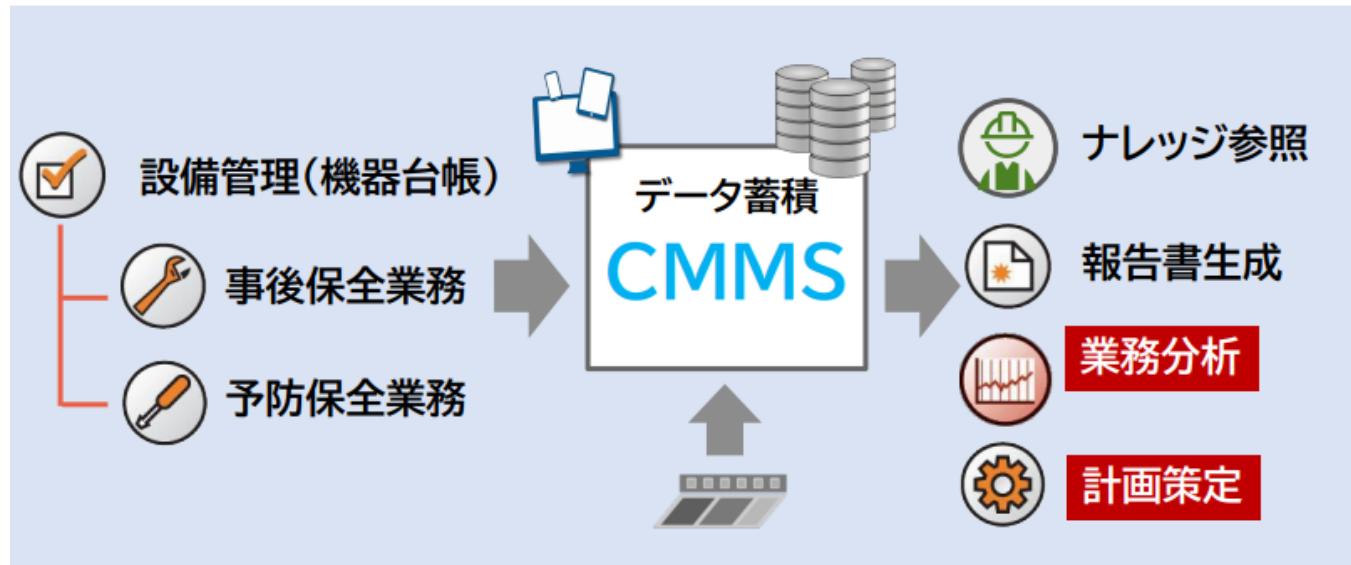 設備管理(機器台帳)
事後保全業務
予防保全業務
データ蓄積
CMMS
ナレッジ参照
報告書生成
業務分析
計画策定